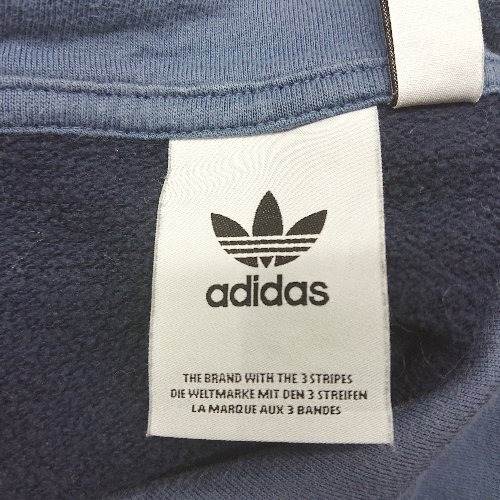 adidas
THE BRAND WITH THE 3 STRIPES
DIE WELTMARKE MIT DEN 3 STREIFEN
LA MARQUE AUX 3 BANDES